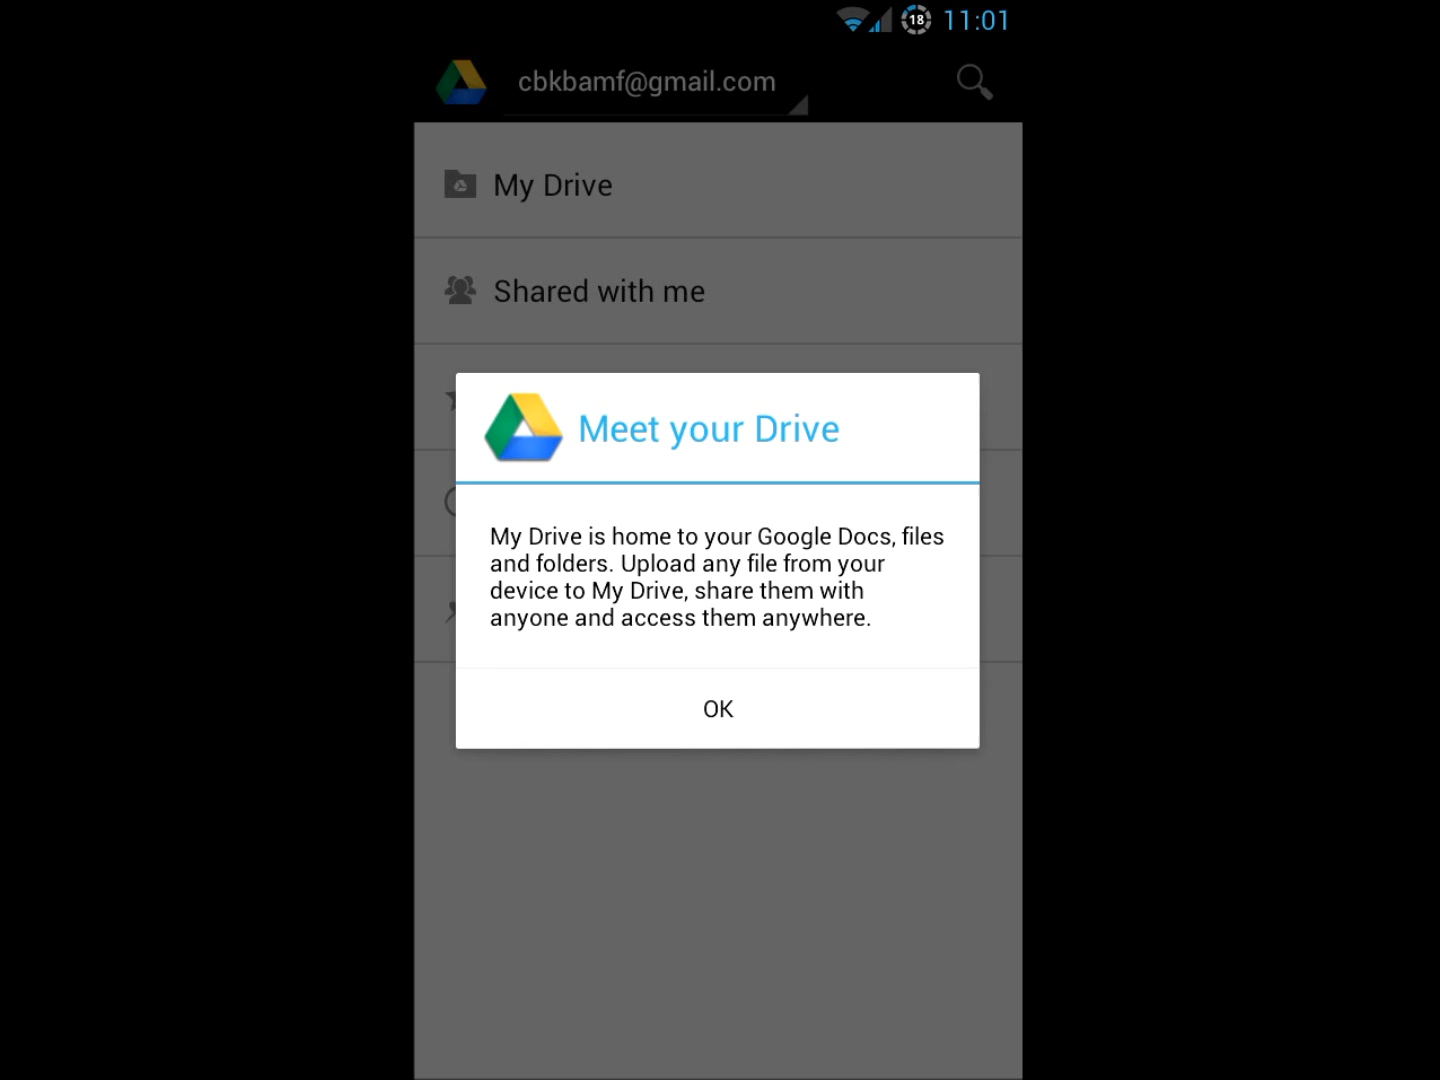 18 11:01
cbkbamf@gmail.com
My Drive
Shared with me
Meet your Drive
My Drive is home to your Google Docs, files
and folders. Upload any file from your
device to My Drive, share them with
anyone and access them anywhere.
OK